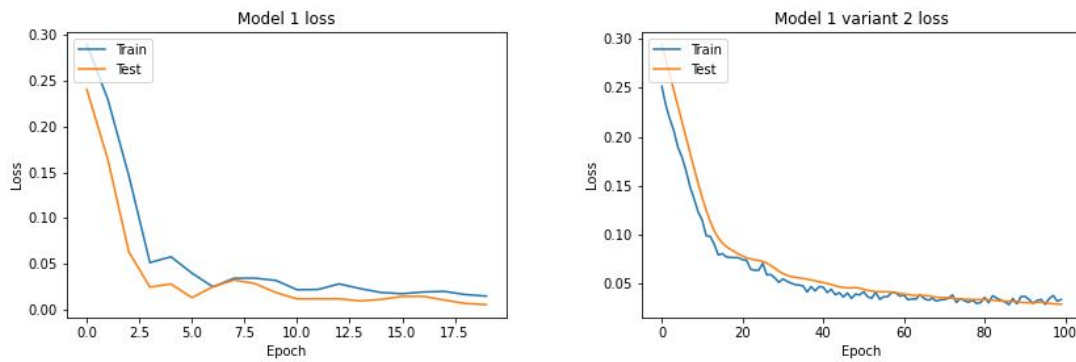 Model 1 loss
0.30
0.25
0.20
0.15
0.10
0.05
0.00
Loss
Train
Test
0.0 2.5 5.0 7.5 10.0 12.5 15.0 17.5
Epoch
Model 1 variant 2 loss
0.30
0.25
0.20
0.15
0.10
0.05
Loss
Train
Test
0 20 40 60 80 100
Epoch